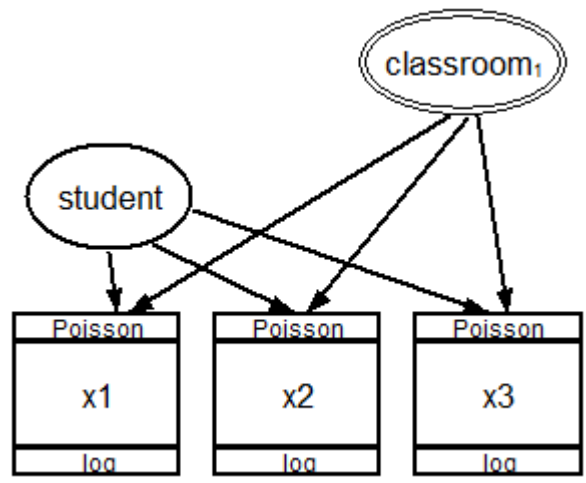 classroom₁
student
Poisson Poisson Poisson
x1 x2 x3
log log log